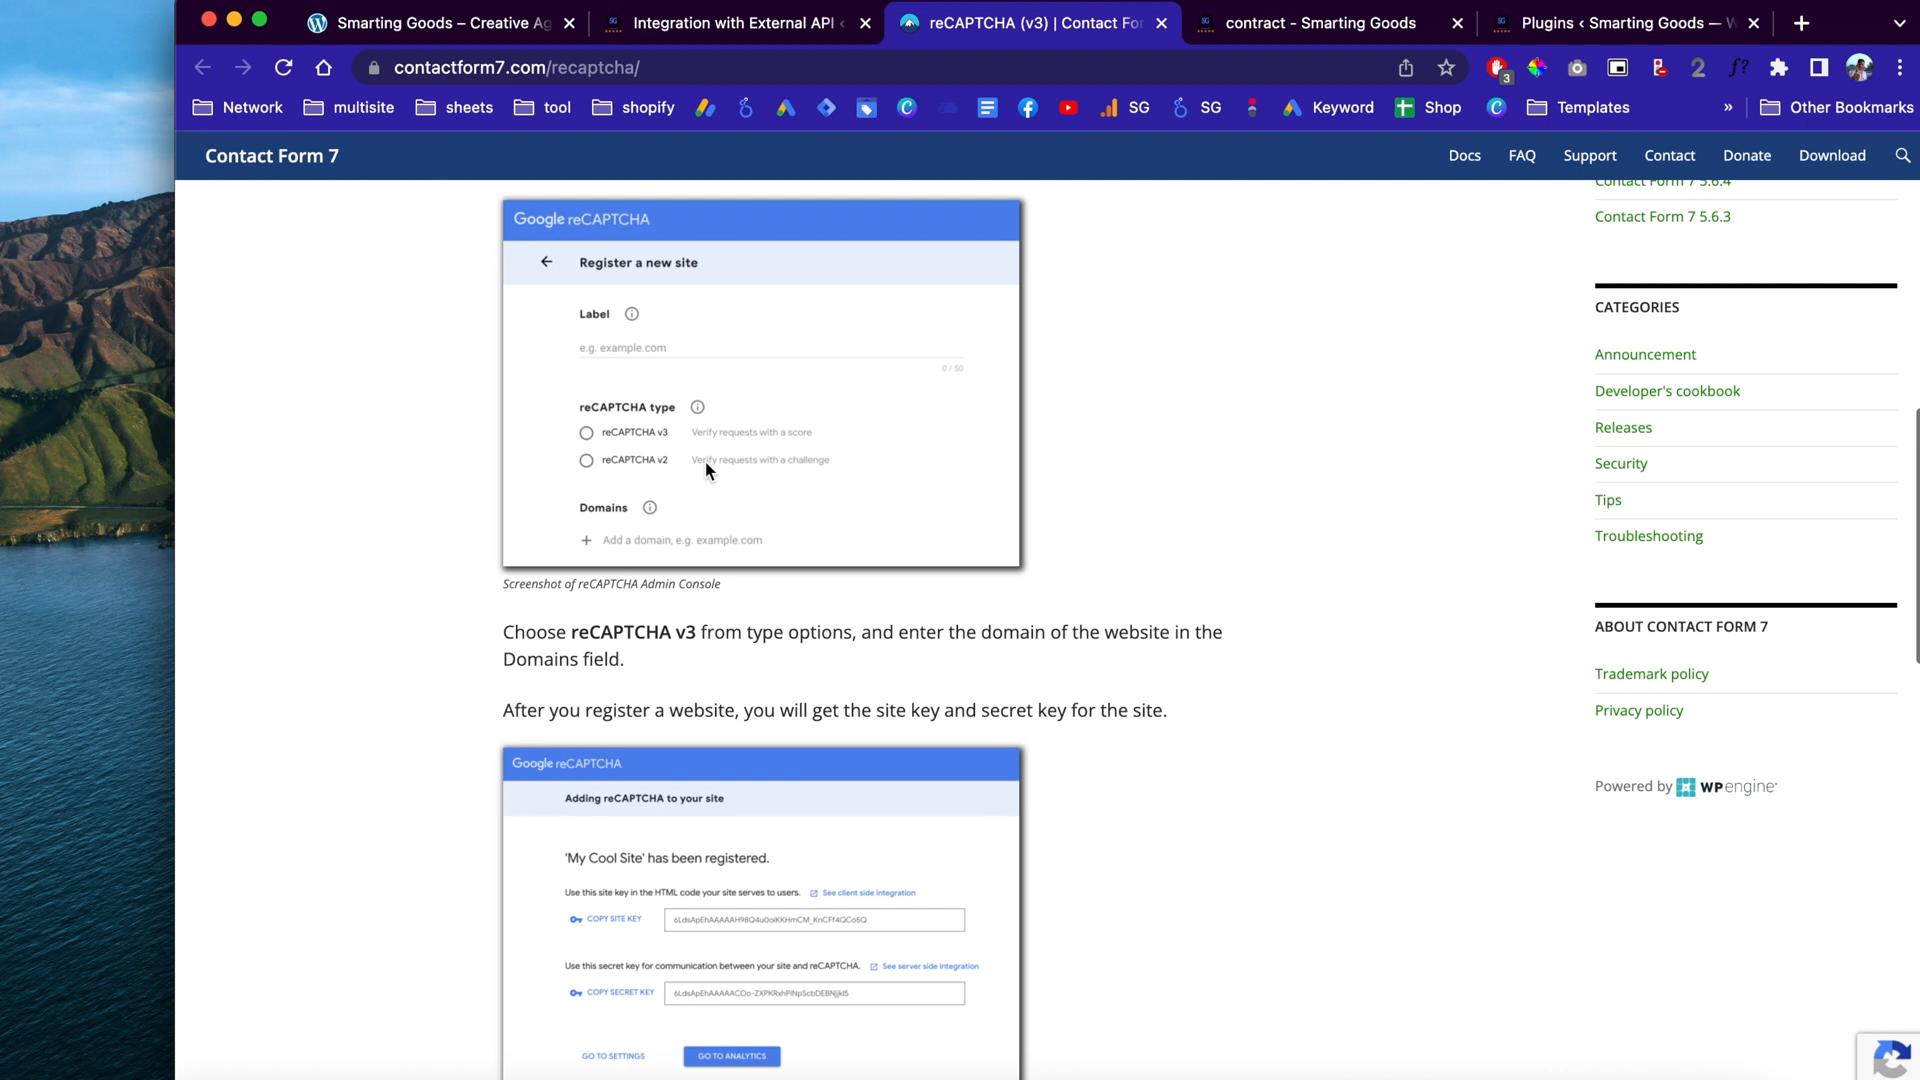 Smarting Goods – Creative Ag
Integration with External API ‹
reCAPTCHA (v3) | Contact For
contract - Smarting Goods
Plugins ‹ Smarting Goods — W
contactform7.com/recaptcha/
3
2
f?
Network
multisite
sheets
tool
shopify
SG
SG
Keyword
Shop
Templates
»
Other Bookmarks
Contact Form 7
Docs
FAQ
Support
Contact
Donate
Download
Contact Form 7 5.6.4
Contact Form 7 5.6.3
Google reCAPTCHA
Register a new site
Label
e.g. example.com
0 / 50
reCAPTCHA type
reCAPTCHA v3 Verify requests with a score
reCAPTCHA v2 Verify requests with a challenge
Domains
+ Add a domain, e.g. example.com
Screenshot of reCAPTCHA Admin Console
Choose reCAPTCHA v3 from type options, and enter the domain of the website in the
Domains field.
After you register a website, you will get the site key and secret key for the site.
Google reCAPTCHA
Adding reCAPTCHA to your site
'My Cool Site' has been registered.
Use this site key in the HTML code your site serves to users. See client side integration
COPY SITE KEY
Use this secret key for communication between your site and reCAPTCHA. See server side integration
COPY SECRET KEY
GO TO SETTINGS
GO TO ANALYTICS
CATEGORIES
Announcement
Developer's cookbook
Releases
Security
Tips
Troubleshooting
ABOUT CONTACT FORM 7
Trademark policy
Privacy policy
Powered by WPengine